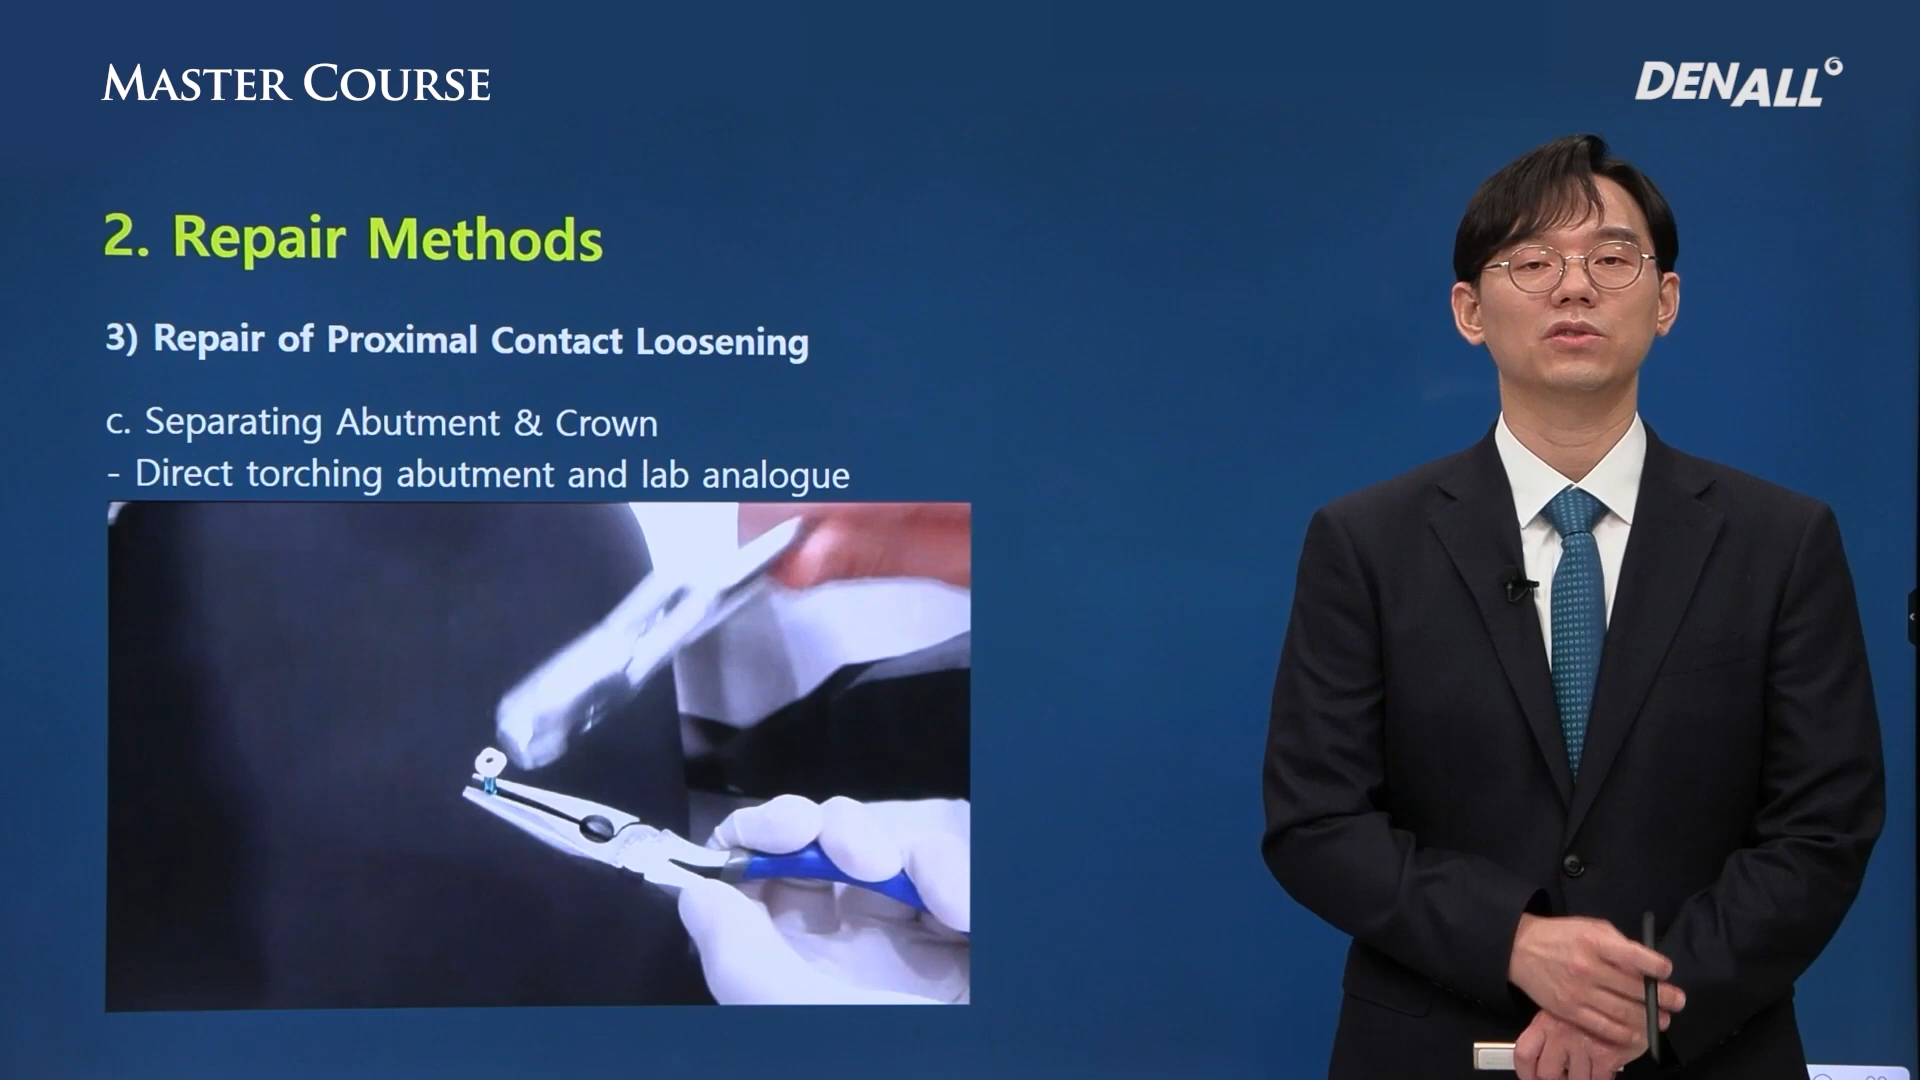 MASTER COURSE
DENALL
2. Repair Methods
3) Repair of Proximal Contact Loosening
c. Separating Abutment & Crown
- Direct torching abutment and lab analogue